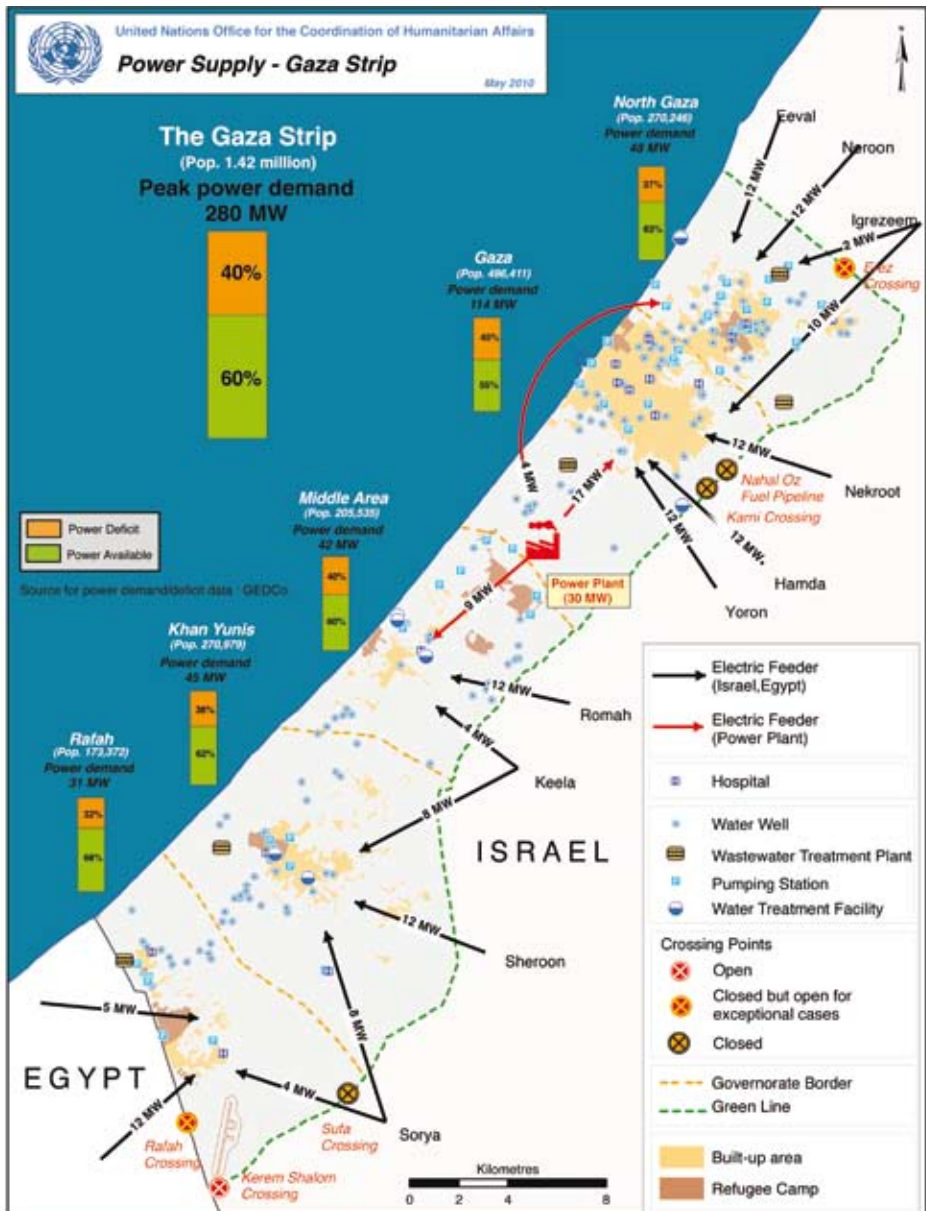 United Nations Office for the Coordination of Humanitarian Affairs
Power Supply - Gaza Strip
May 2010
The Gaza Strip
(Pop. 1.42 million)
Peak power demand
280 MW
40%
60%
North Gaza
(Pop. 270,246)
Power demand
48 MW
37%
63%
Gaza
(Pop. 496,411)
Power demand
114 MW
55%
Middle Area
(Pop. 205,535)
Power demand
42 MW
40%
60%
Khan Yunis
(Pop. 270,979)
Power demand
45 MW
62%
Rafah
(Pop. 173,372)
Power demand
31 MW
32%
68%
Power Deficit
Power Available
Source for power demand/deficit data : GEDCo
Eeval
12 MW
Neroon
12 MW
Igrezeem
2 MW
10 MW
Erez
Crossing
12 MW
Nekroot
Nahal Oz
Fuel Pipeline
Karni Crossing
12 MW
Hamda
12 MW
Yoron
4 MW
17 MW
9 MW
Power Plant
(30 MW)
12 MW
Romah
4 MW
Keela
8 MW
ISRAEL
12 MW
Sheroon
8 MW
4 MW
Sorya
5 MW
12 MW
EGYPT
Rafah
Crossing
Sufa
Crossing
Kerem Shalom
Crossing
Kilometres
0 2 4 8
Electric Feeder
(Israel,Egypt)
Electric Feeder
(Power Plant)
Hospital
Water Well
Wastewater Treatment Plant
Pumping Station
Water Treatment Facility
Crossing Points
Open
Closed but open for
exceptional cases
Closed
Governorate Border
Green Line
Built-up area
Refugee Camp